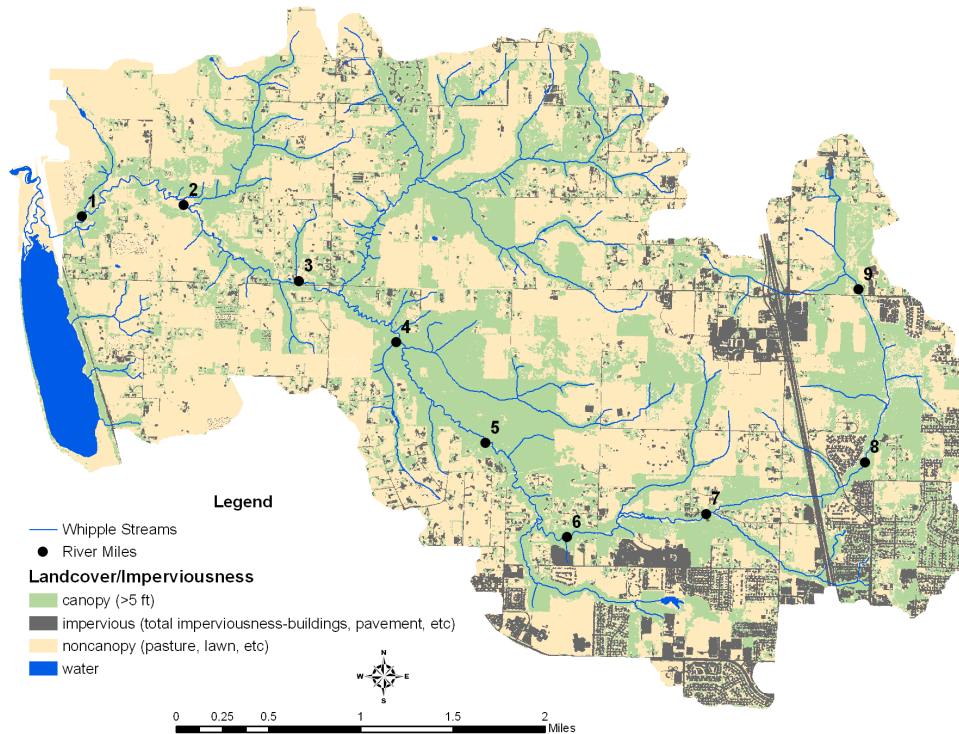 1
2
3
4
5
6
7
8
9
Legend
Whipple Streams
River Miles
Landcover/Imperviousness
canopy (>5 ft)
impervious (total imperviousness-buildings, pavement, etc)
noncanopy (pasture, lawn, etc)
water
N
W E
S
0 0.25 0.5 1 1.5 2
Miles